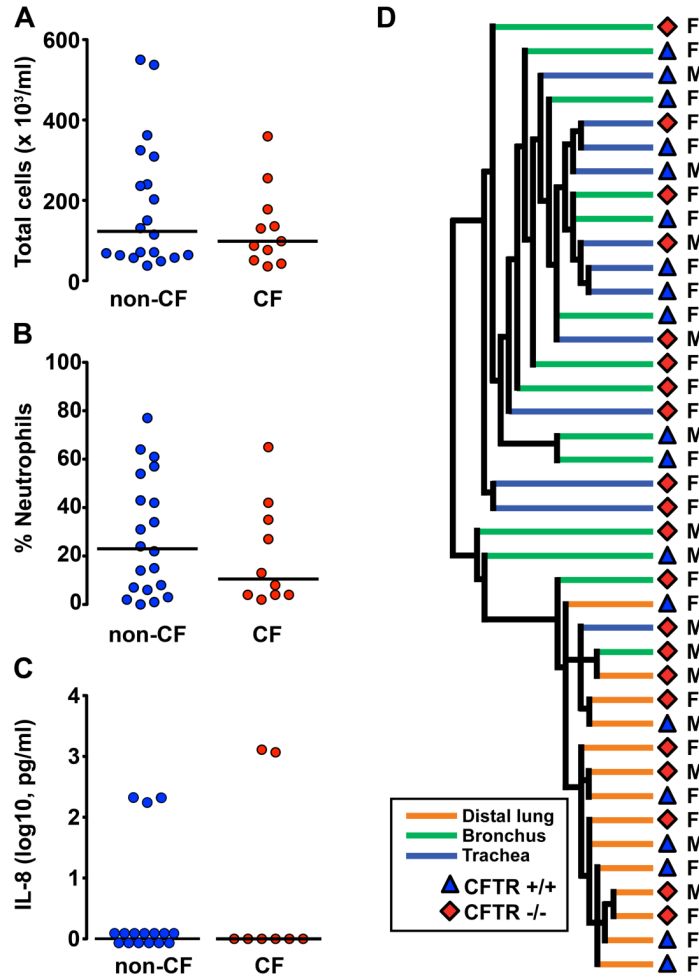 A
Total cells (x 10³/ml)
600
400
200
0
non-CF
CF
B
% Neutrophils
100
80
60
40
20
0
non-CF
CF
C
IL-8 (log10, pg/ml)
4
3
2
1
0
non-CF
CF
D
F
F
M
F
F
F
M
F
F
M
F
F
F
M
F
F
F
M
F
F
F
M
M
F
F
M
M
M
F
M
F
M
F
F
M
F
M
F
F
F
Distal lung
Bronchus
Trachea
CFTR +/+
CFTR -/-